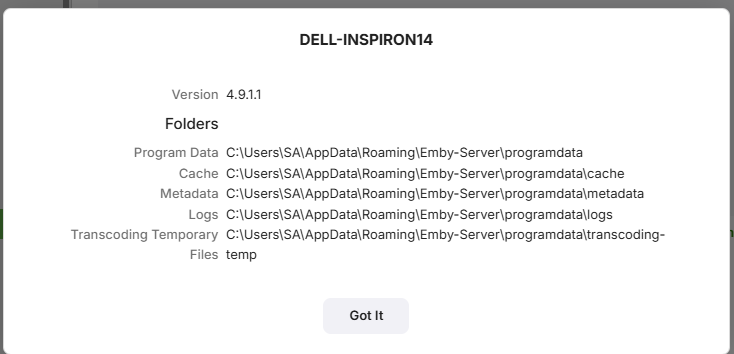 DELL-INSPIRON14
Version 4.9.1.1
Folders
Program Data C:\Users\SA\AppData\Roaming\Emby-Server\programdata
Cache C:\Users\SA\AppData\Roaming\Emby-Server\programdata\cache
Metadata C:\Users\SA\AppData\Roaming\Emby-Server\programdata\metadata
Logs C:\Users\SA\AppData\Roaming\Emby-Server\programdata\logs
Transcoding Temporary C:\Users\SA\AppData\Roaming\Emby-Server\programdata\transcoding-
Files temp
Got It